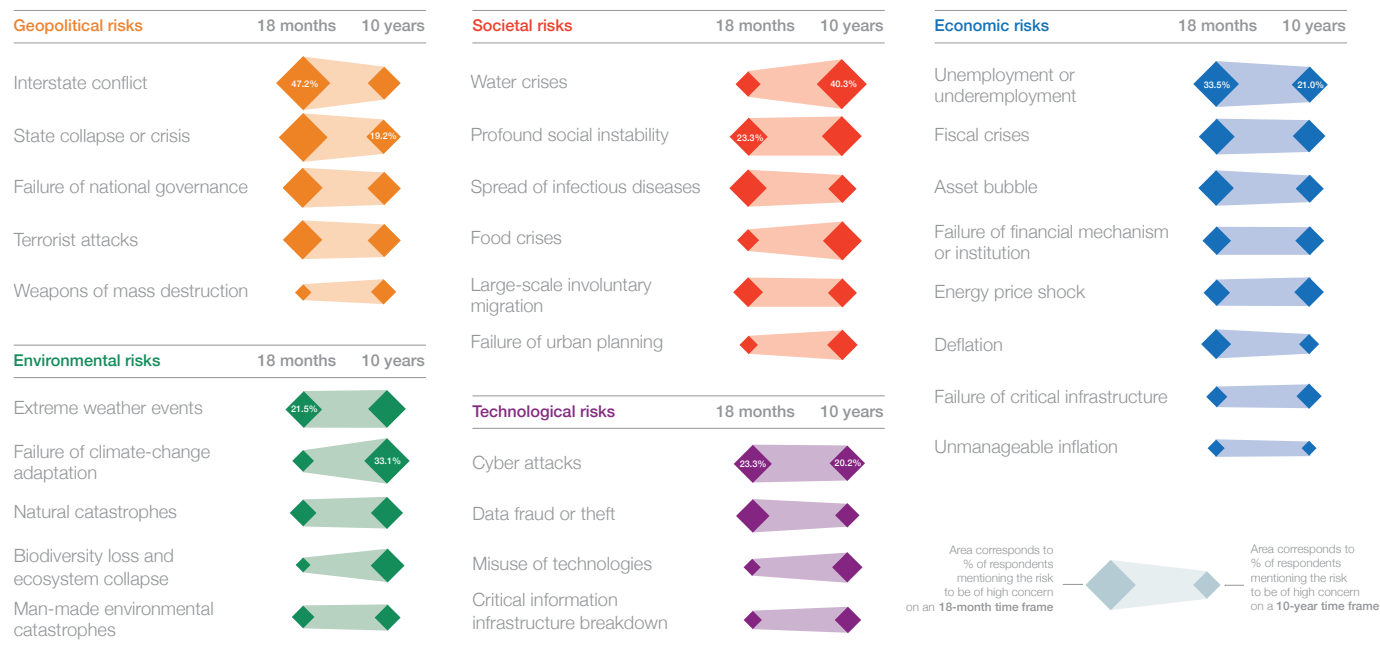 Geopolitical risks 18 months 10 years
Interstate conflict 47.2%
State collapse or crisis 19.2%
Failure of national governance
Terrorist attacks
Weapons of mass destruction
Environmental risks 18 months 10 years
Extreme weather events 21.5%
Failure of climate-change
adaptation 33.1%
Natural catastrophes
Biodiversity loss and
ecosystem collapse
Man-made environmental
catastrophes
Societal risks 18 months 10 years
Water crises 40.3%
Profound social instability 23.3%
Spread of infectious diseases
Food crises
Large-scale involuntary
migration
Failure of urban planning
Technological risks 18 months 10 years
Cyber attacks 23.3% 20.2%
Data fraud or theft
Misuse of technologies
Critical information
infrastructure breakdown
Economic risks 18 months 10 years
Unemployment or
underemployment 33.5% 21.0%
Fiscal crises
Asset bubble
Failure of financial mechanism
or institution
Energy price shock
Deflation
Failure of critical infrastructure
Unmanageable inflation
Area corresponds to
% of respondents
mentioning the risk
to be of high concern
on an 18-month time frame
Area corresponds to
% of respondents
mentioning the risk
to be of high concern
on a 10-year time frame